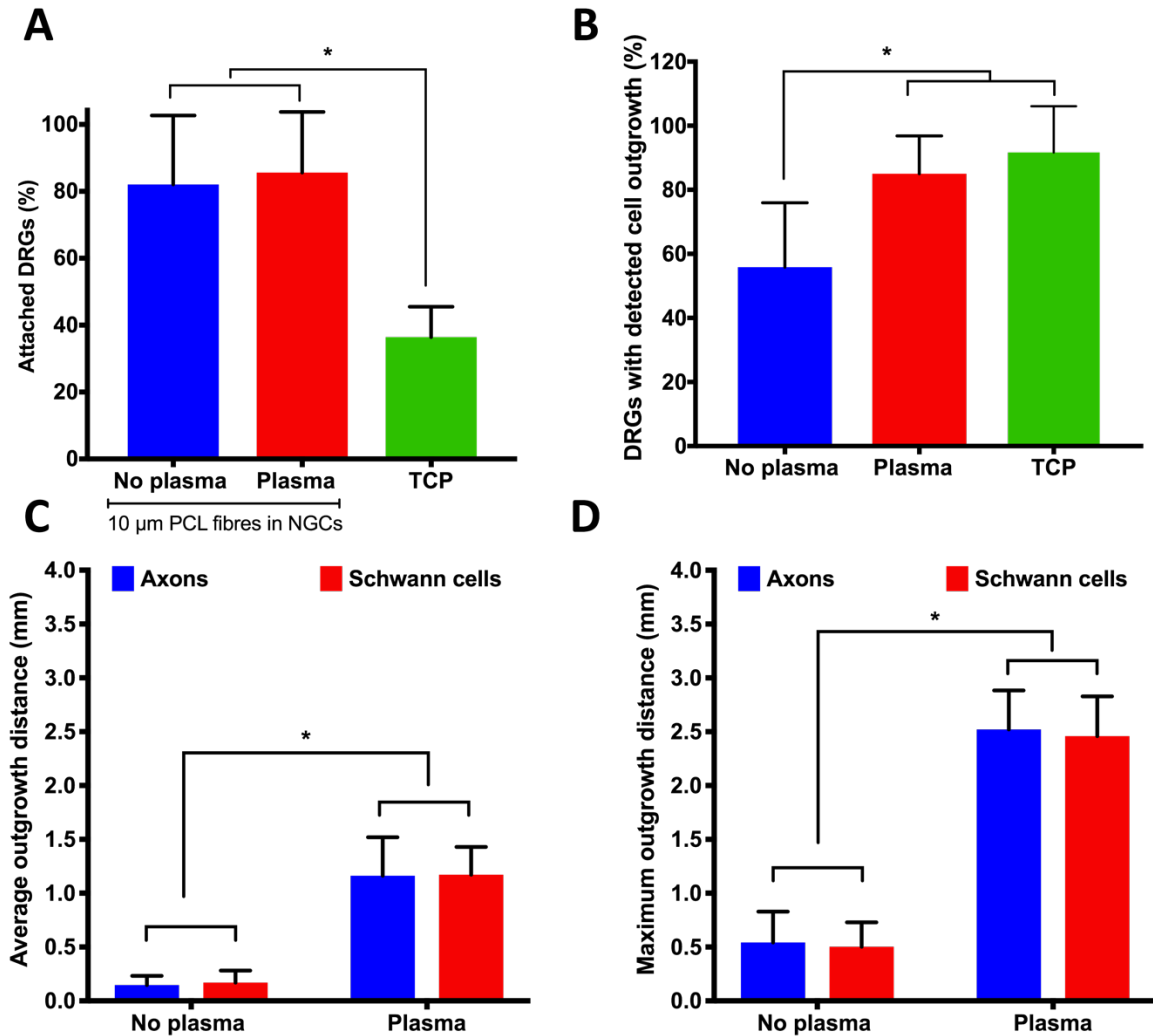 A
*
Attached DRGs (%)
100
80
60
40
20
0
No plasma Plasma TCP
10 µm PCL fibres in NGCs
B
*
DRGs with detected cell outgrowth (%)
120
100
80
60
40
20
0
No plasma Plasma TCP
C
Axons Schwann cells
*
Average outgrowth distance (mm)
4.0
3.5
3.0
2.5
2.0
1.5
1.0
0.5
0.0
No plasma Plasma
D
Axons Schwann cells
*
Maximum outgrowth distance (mm)
4.0
3.5
3.0
2.5
2.0
1.5
1.0
0.5
0.0
No plasma Plasma